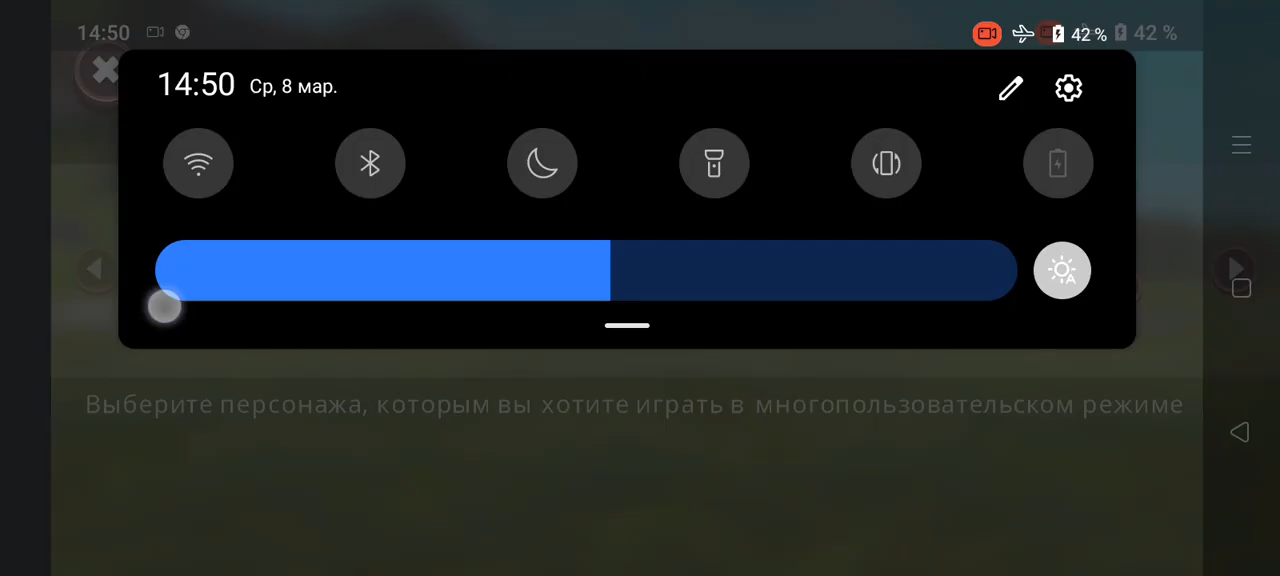 14:50 42 % 42 %
14:50 Ср, 8 мар.
Выберите персонажа, которым вы хотите играть в многопользовательском режиме